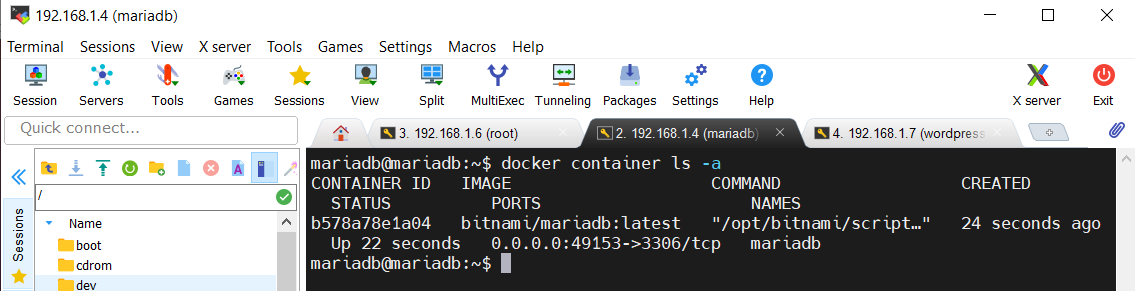 192.168.1.4 (mariadb)
Terminal Sessions View X server Tools Games Settings Macros Help
Session Servers Tools Games Sessions View Split MultiExec Tunneling Packages Settings Help X server Exit
Quick connect...
3. 192.168.1.6 (root) 2. 192.168.1.4 (mariadb) 4. 192.168.1.7 (wordpress
/
Sessions
Name
boot
cdrom
dev
mariadb@mariadb:~$ docker container ls -a
CONTAINER ID IMAGE COMMAND CREATED
STATUS PORTS NAMES
b578a78e1a04 bitnami/mariadb:latest "/opt/bitnami/script…" 24 seconds ago
Up 22 seconds 0.0.0.0:49153->3306/tcp mariadb
mariadb@mariadb:~$